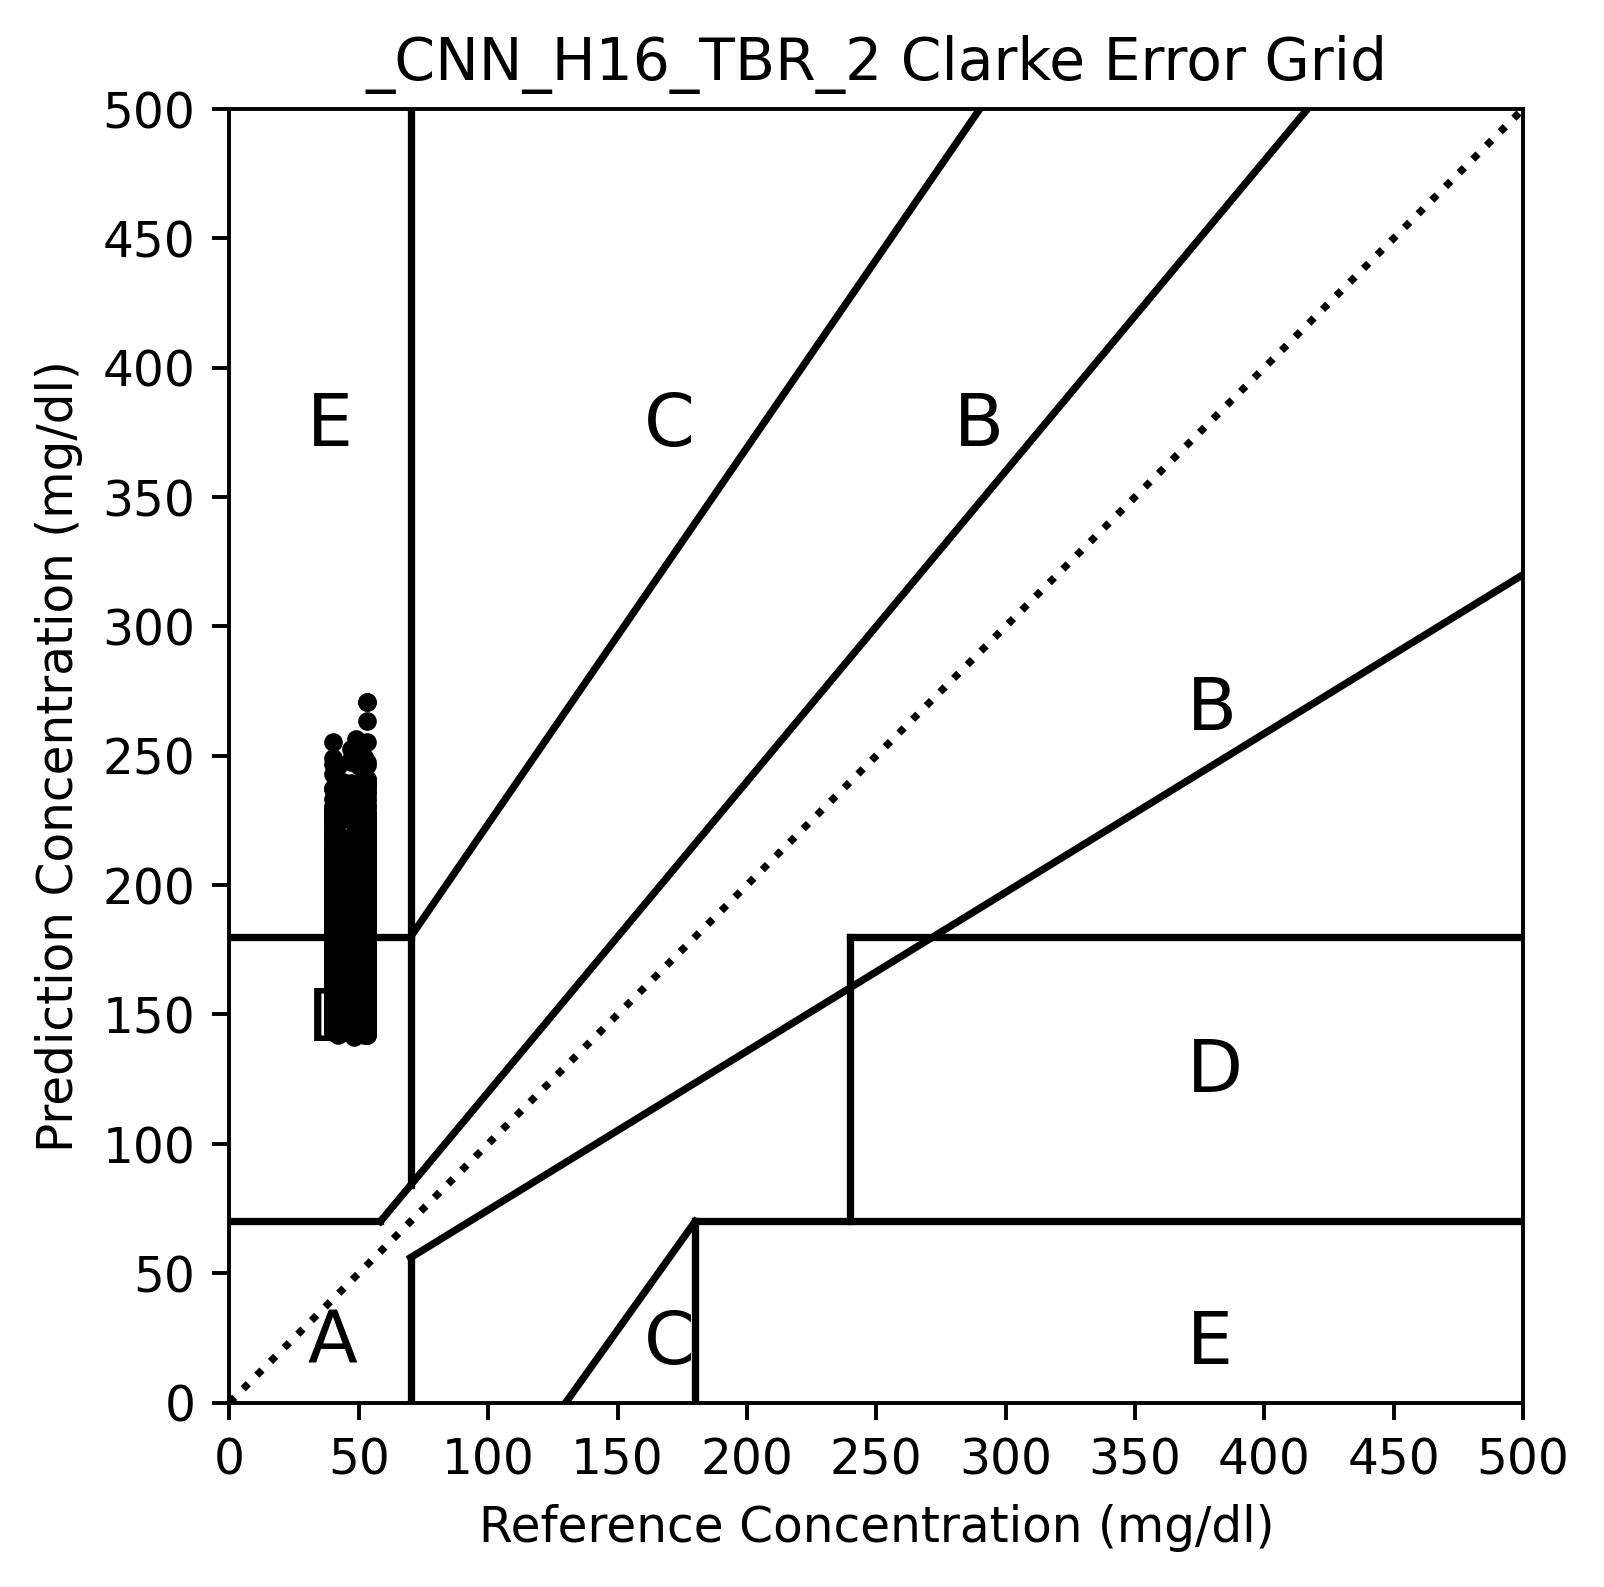 _CNN_H16_TBR_2 Clarke Error Grid
500
450
400
350
300
250
200
150
100
50
0
Prediction Concentration (mg/dl)
E
C
B
B
D
A
C
E
0 50 100 150 200 250 300 350 400 450 500
Reference Concentration (mg/dl)